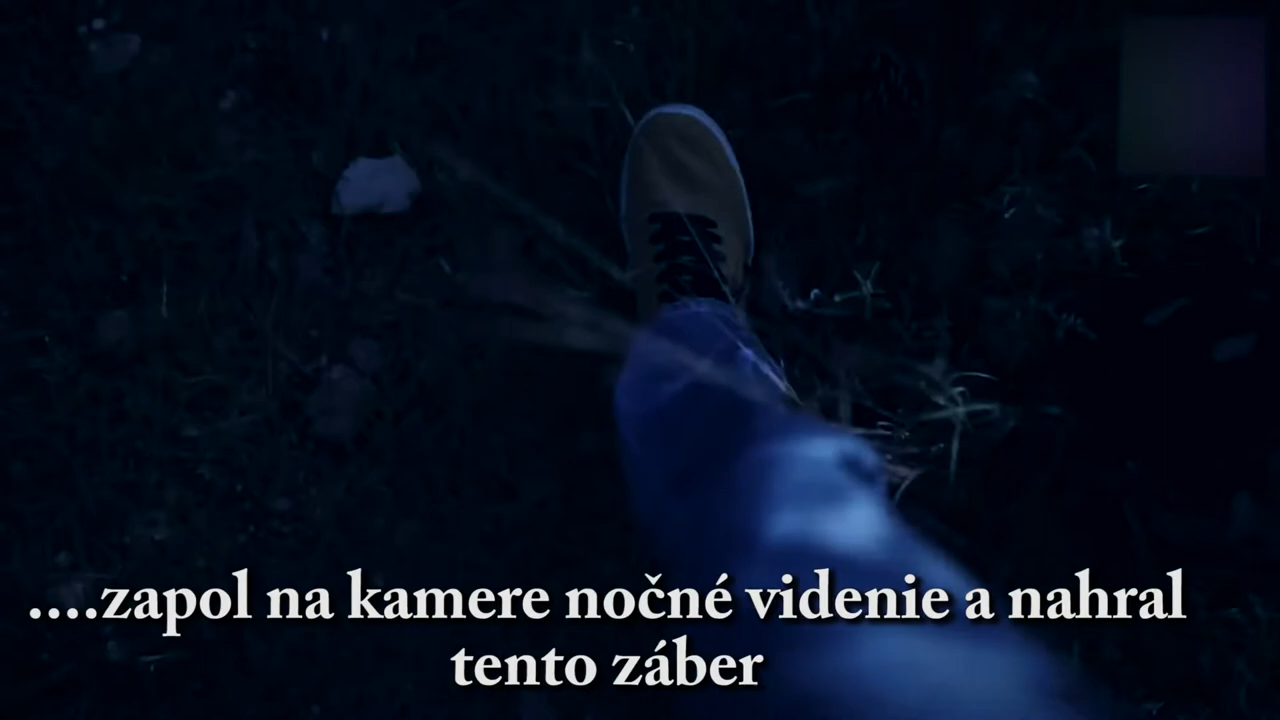 ....zapol na kamere nočné videnie a nahral
tento záber